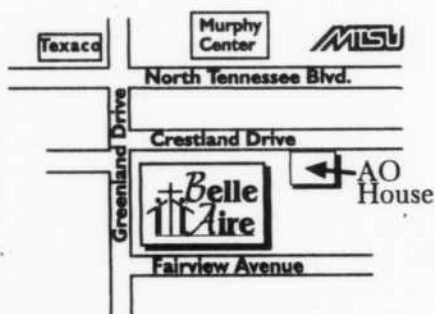 Texaco
Murphy
Center
MTSU
North Tennessee Blvd.
Greenland Drive
Crestland Drive
Belle
Aire
AO
House
Fairview Avenue